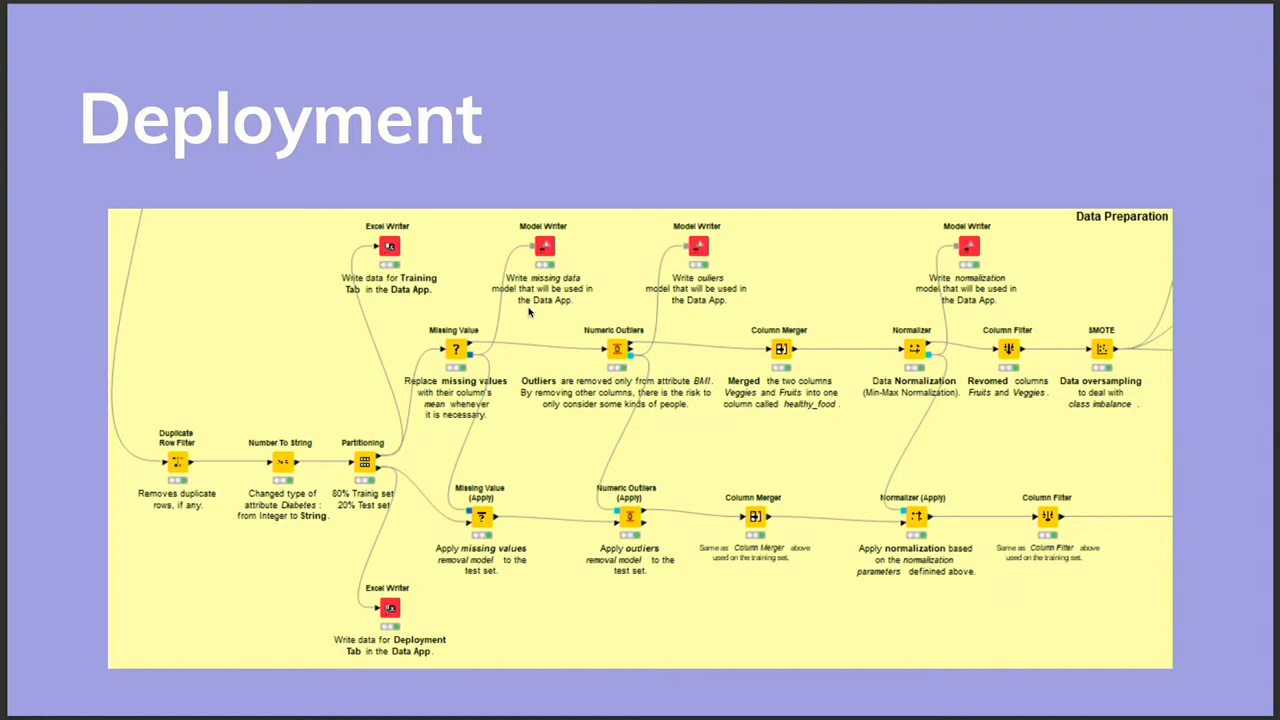 Deployment
Data Preparation
Excel Writer
Write data for Training
Tab in the Data App.
Model Writer
Write missing data
model that will be used in
the Data App.
Model Writer
Write ouliers
model that will be used in
the Data App.
Model Writer
Write normalization
model that will be used in
the Data App.
Missing Value
Replace missing values
with their column's
mean whenever
it is necessary.
Numeric Outliers
Outliers are removed only from attribute BMI.
By removing other columns, there is the risk to
only consider some kinds of people.
Column Merger
Merged the two columns
Veggies and Fruits into one
column called healthy_food .
Normalizer
Data Normalization
(Min-Max Normalization).
Column Filter
Revomed columns
Fruits and Veggies .
SMOTE
Data oversampling
to deal with
class imbalance .
Duplicate
Row Filter
Removes duplicate
rows, if any.
Number To String
Changed type of
attribute Diabetes :
from Integer to String.
Partitioning
80% Trainig set
20% Test set
Missing Value
(Apply)
Apply missing values
removal model to the
test set.
Numeric Outliers
(Apply)
Apply outliers
removal model to the
test set.
Column Merger
Same as Column Merger above
used on the training set.
Normalizer (Apply)
Apply normalization based
on the normalization
parameters definined above.
Column Filter
Same as Column Filter above
used on the training set.
Excel Writer
Write data for Deployment
Tab in the Data App.